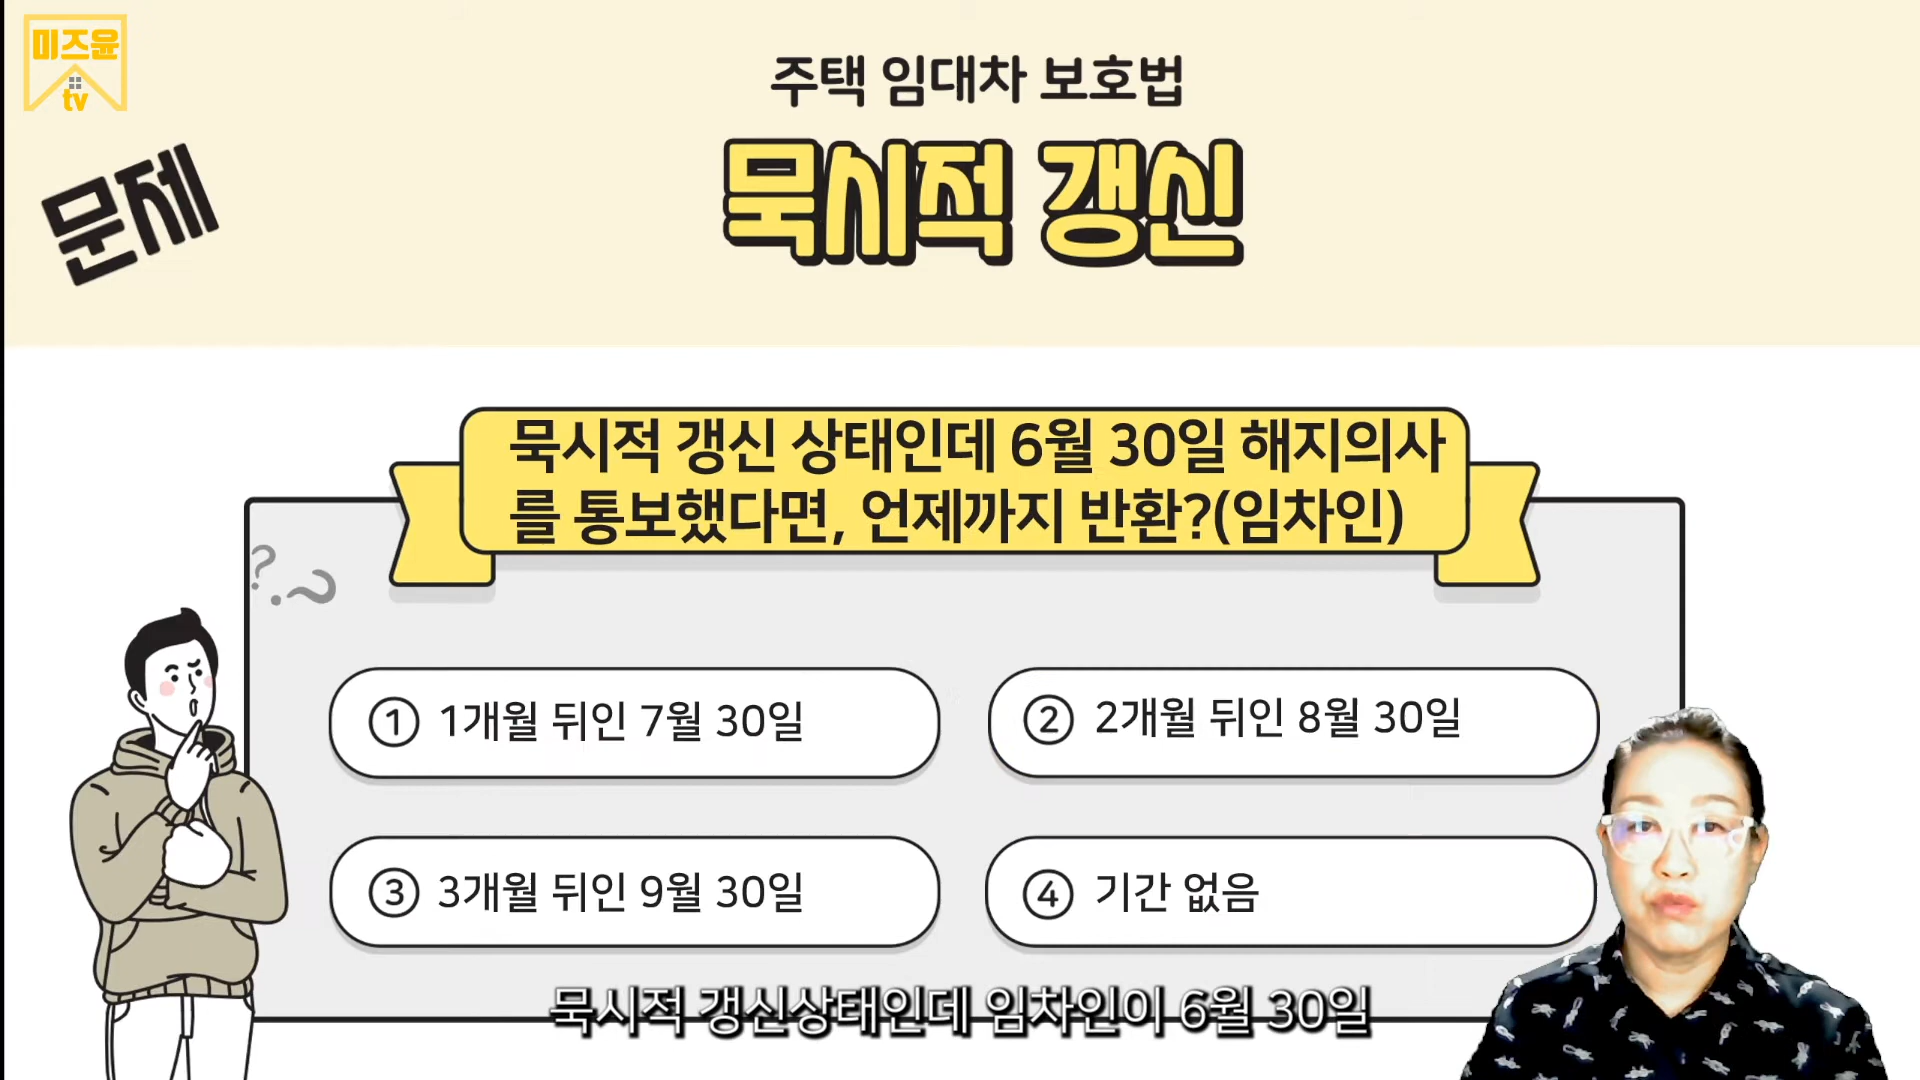 미즈윤
tv
문제
주택 임대차 보호법
묵시적 갱신
묵시적 갱신 상태인데 6월 30일 해지의사
를 통보했다면, 언제까지 반환?(임차인)
? . ~
① 1개월 뒤인 7월 30일
② 2개월 뒤인 8월 30일
③ 3개월 뒤인 9월 30일
④ 기간 없음
묵시적 갱신상태인데 임차인이 6월 30일